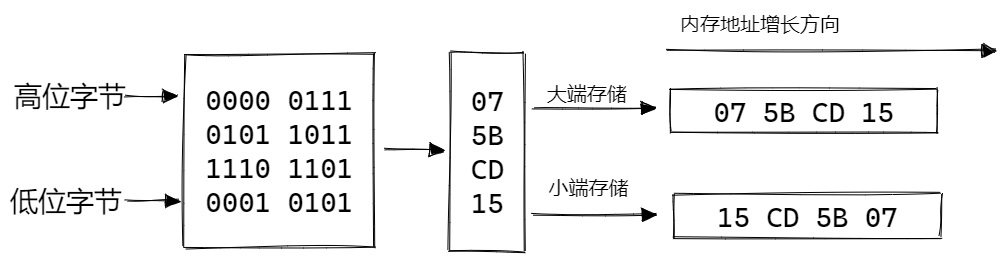 内存地址增长方向
高位字节
0000 0111
0101 1011
1110 1101
0001 0101
低位字节
07
5B
CD
15
大端存储
07 5B CD 15
小端存储
15 CD 5B 07